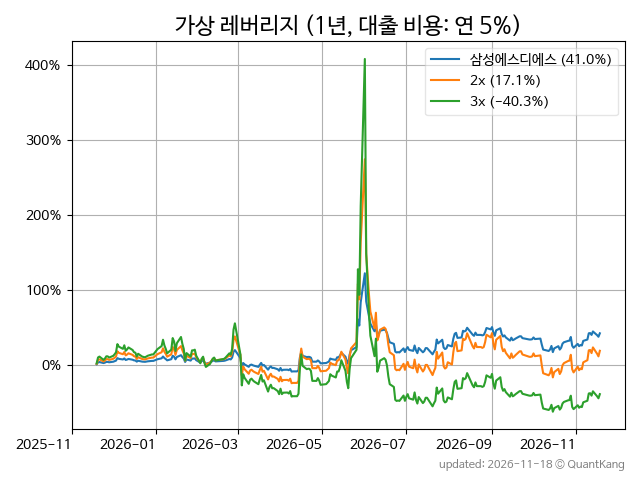 가상 레버리지 (1년, 대출 비용: 연 5%)
삼성에스디에스 (41.0%)
2x (17.1%)
3x (−40.3%)
400%
300%
200%
100%
0%
2025-11 2026-01 2026-03 2026-05 2026-07 2026-09 2026-11
updated: 2026-11-18 © QuantKang